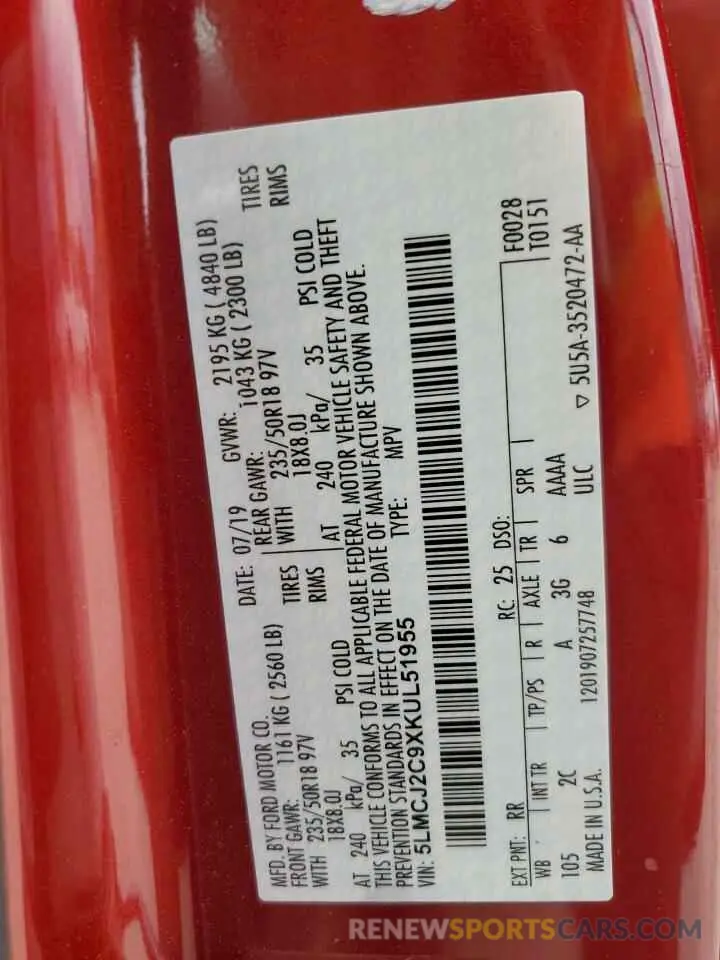 MFD. BY FORD MOTOR CO.
DATE: 07/19 GVWR: 2195 KG ( 4840 LB)
FRONT GAWR: 1161 KG ( 2560 LB) REAR GAWR: 1043 KG ( 2300 LB)
WITH 235/50R18 97V TIRES WITH 235/50R18 97V TIRES
18X8.0J RIMS 18X8.0J RIMS
AT 240 kPa/ 35 PSI COLD AT 240 kPa/ 35 PSI COLD
THIS VEHICLE CONFORMS TO ALL APPLICABLE FEDERAL MOTOR VEHICLE SAFETY AND THEFT
PREVENTION STANDARDS IN EFFECT ON THE DATE OF MANUFACTURE SHOWN ABOVE.
VIN: 5LMCJ2C9XKUL51955 TYPE: MPV
F0028
EXT PNT: RR RC: 25 DSO: T0151
WB INT TR TP/PS R AXLE TR SPR
105 2C A 3G 6 AAAA
MADE IN U.S.A. 1201907257748 ULC ▽ 5U5A-3520472-AA
RENEWSPORTSCARS.COM